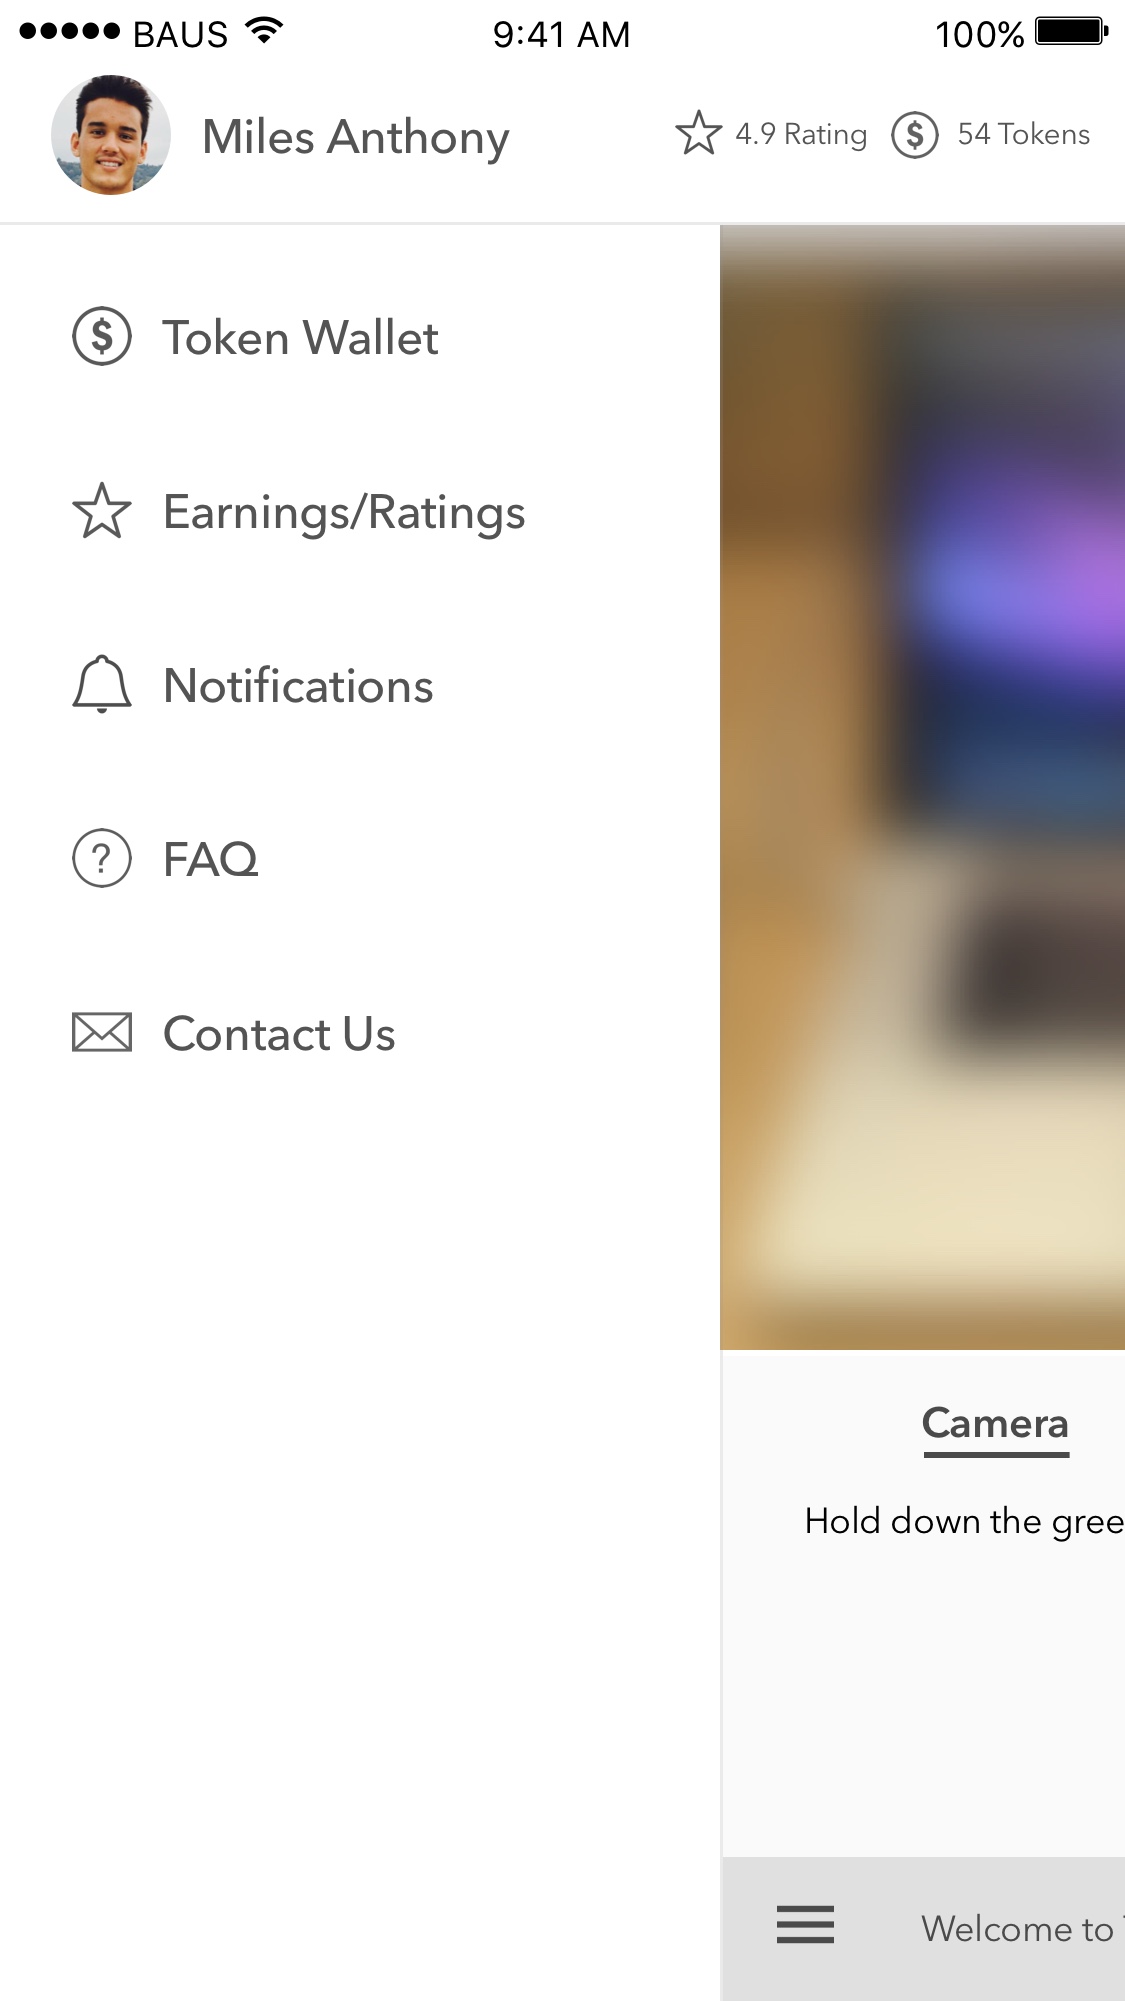 BAUS 9:41 AM 100%
Miles Anthony 4.9 Rating $ 54 Tokens
$ Token Wallet
Earnings/Ratings
Notifications
? FAQ
Contact Us
Camera
Hold down the gree
Welcome to